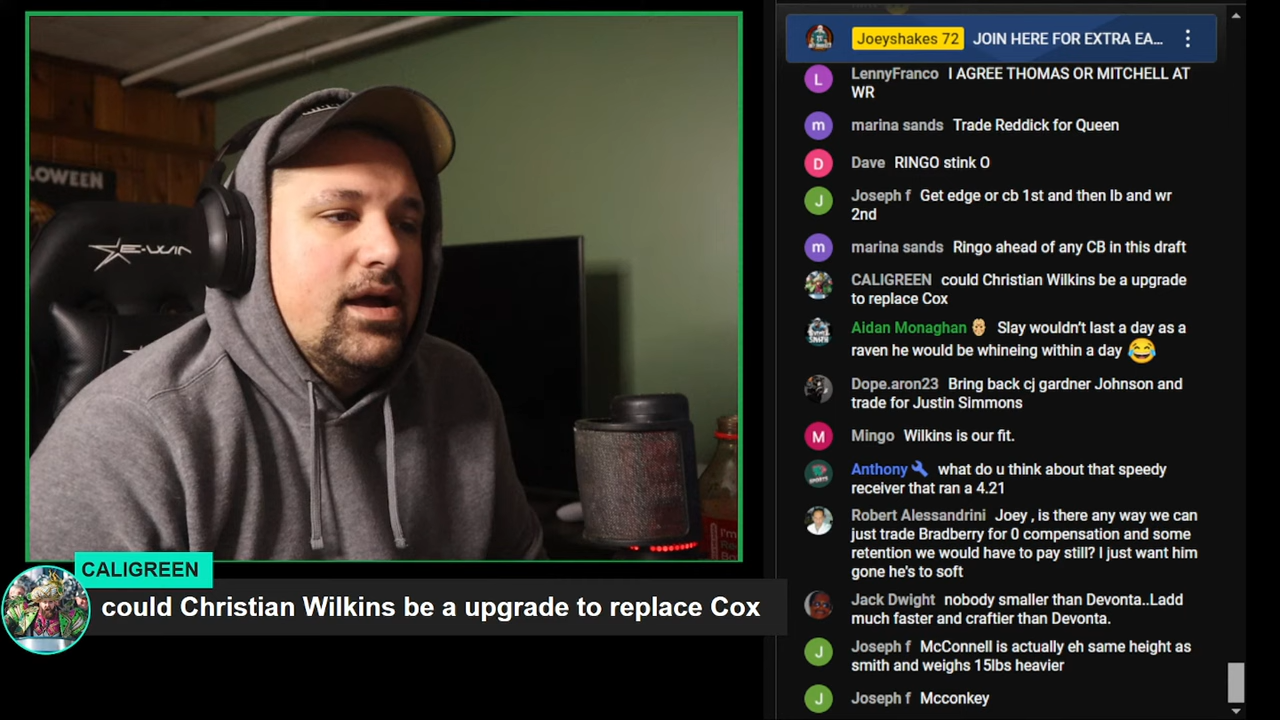 LOWEEN
E-WIN
CALIGREEN
could Christian Wilkins be a upgrade to replace Cox
Joeyshakes 72 JOIN HERE FOR EXTRA EA...
LennyFranco I AGREE THOMAS OR MITCHELL AT
WR
marina sands Trade Reddick for Queen
Dave RINGO stink O
Joseph f Get edge or cb 1st and then lb and wr
2nd
marina sands Ringo ahead of any CB in this draft
CALIGREEN could Christian Wilkins be a upgrade
to replace Cox
Aidan Monaghan Slay wouldn't last a day as a
raven he would be whineing within a day 😂
Dope.aron23 Bring back cj gardner Johnson and
trade for Justin Simmons
Mingo Wilkins is our fit.
Anthony what do u think about that speedy
receiver that ran a 4.21
Robert Alessandrini Joey , is there any way we can
just trade Bradberry for 0 compensation and some
retention we would have to pay still? I just want him
gone he's to soft
Jack Dwight nobody smaller than Devonta..Ladd
much faster and craftier than Devonta.
Joseph f McConnell is actually eh same height as
smith and weighs 15lbs heavier
Joseph f Mcconkey
L
m
D
J
m
M
J
J